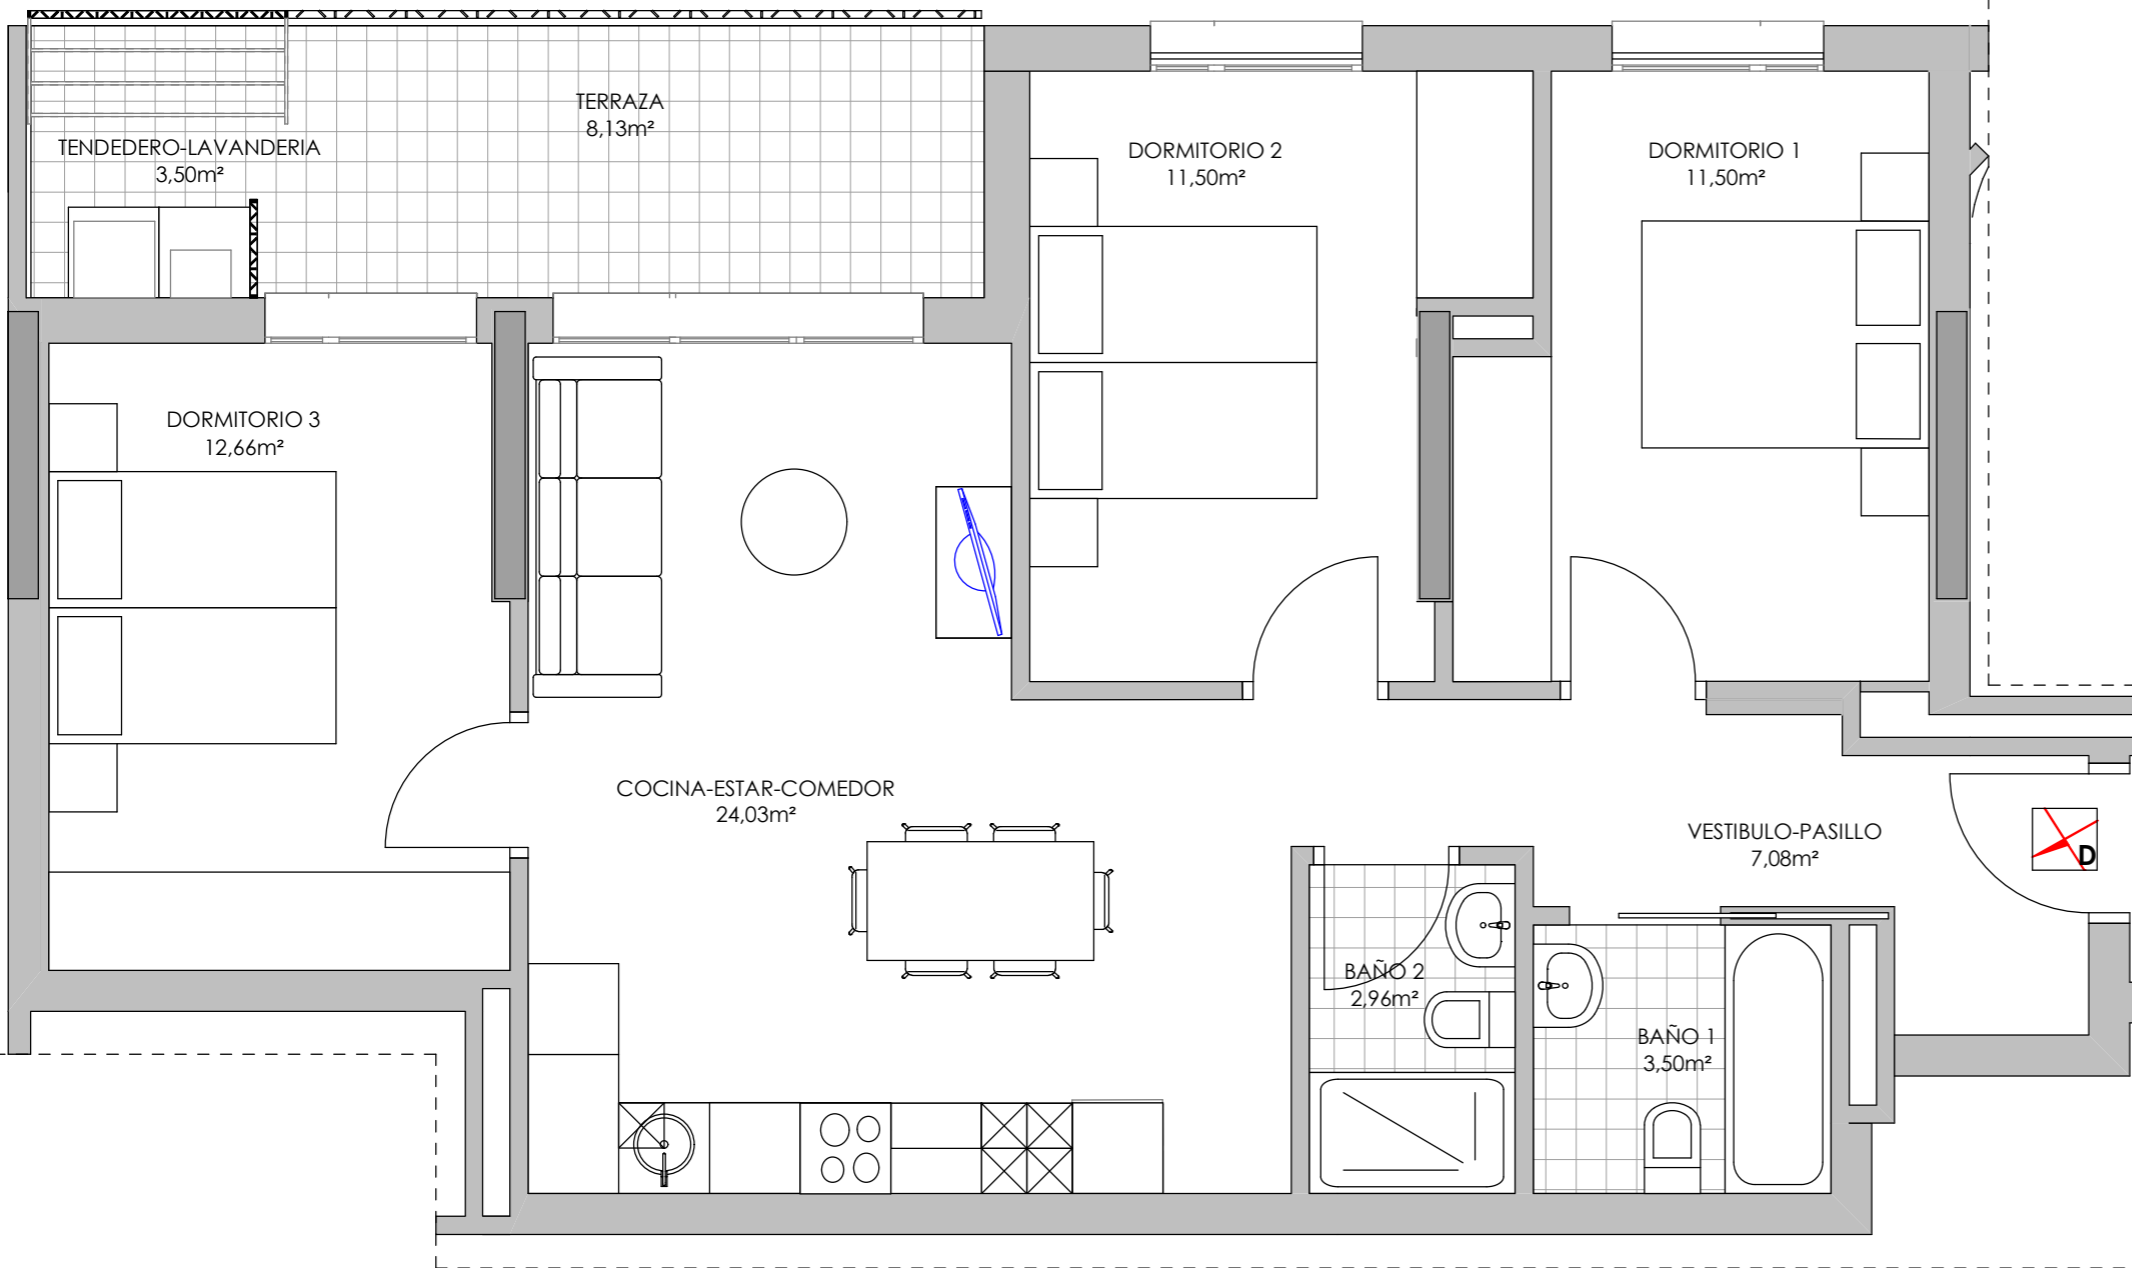 TERRAZA
8,13m²
TENDEDERO-LAVANDERIA
3,50m²
DORMITORIO 2
11,50m²
DORMITORIO 1
11,50m²
DORMITORIO 3
12,66m²
COCINA-ESTAR-COMEDOR
24,03m²
VESTIBULO-PASILLO
7,08m²
D
BAÑO 2
2,96m²
BAÑO 1
3,50m²